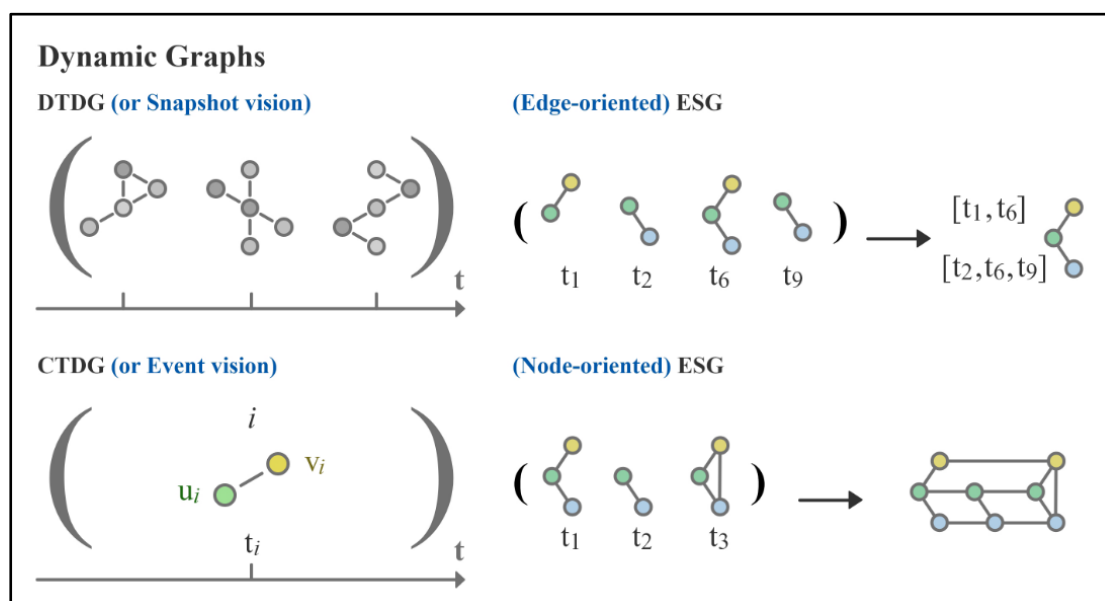 Dynamic Graphs
DTDG (or Snapshot vision)
t
(Edge-oriented) ESG
( )
t₁ t₂ t₆ t₉
[t₁,t₆]
[t₂,t₆,t₉]
CTDG (or Event vision)
i
vᵢ
uᵢ
tᵢ
t
(Node-oriented) ESG
( )
t₁ t₂ t₃